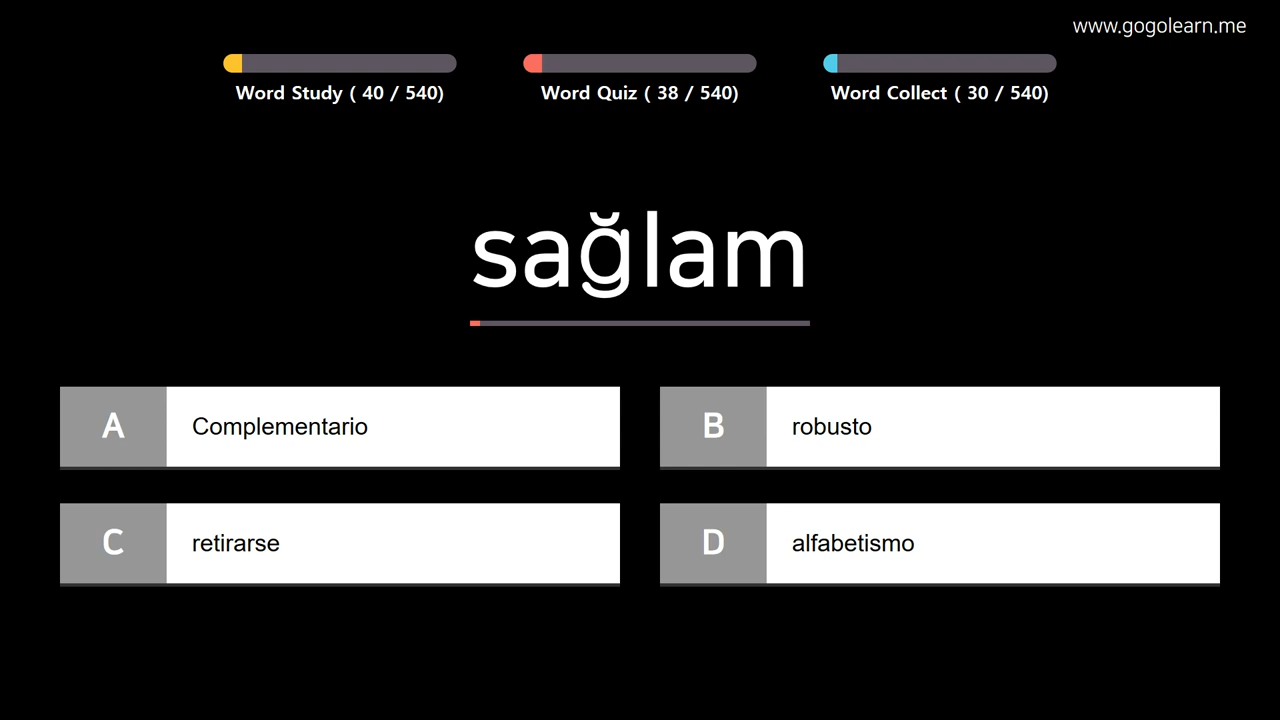 www.gogolearn.me
Word Study ( 40 / 540)
Word Quiz ( 38 / 540)
Word Collect ( 30 / 540)
sağlam
A
Complementario
B
robusto
C
retirarse
D
alfabetismo